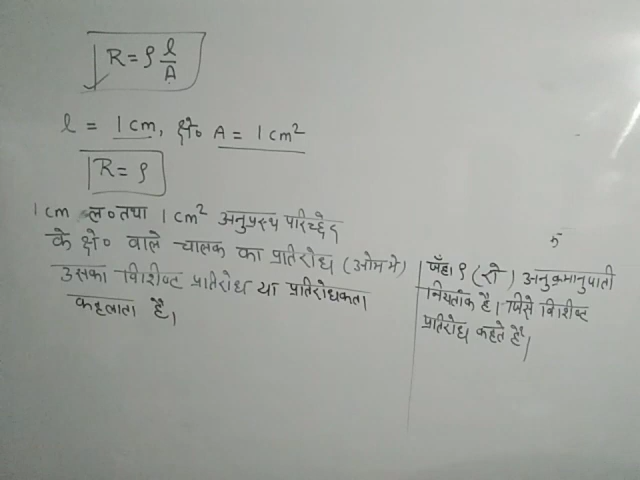 R = ρ l/A
l = 1 cm, क्षे० A = 1 cm²
R = ρ
1 cm ल० तथा 1 cm² अनुप्रस्थ परिच्छेद
के क्षे० वाले चालक का प्रतिरोध (ओम मे)
उसका विशिष्ट प्रतिरोध या प्रतिरोधकता
कहलाता है।
जँहा ρ (रो) अनुक्रमानुपाती
नियतांक है। जिसे विशिष्ट
प्रतिरोध कहते हैं।